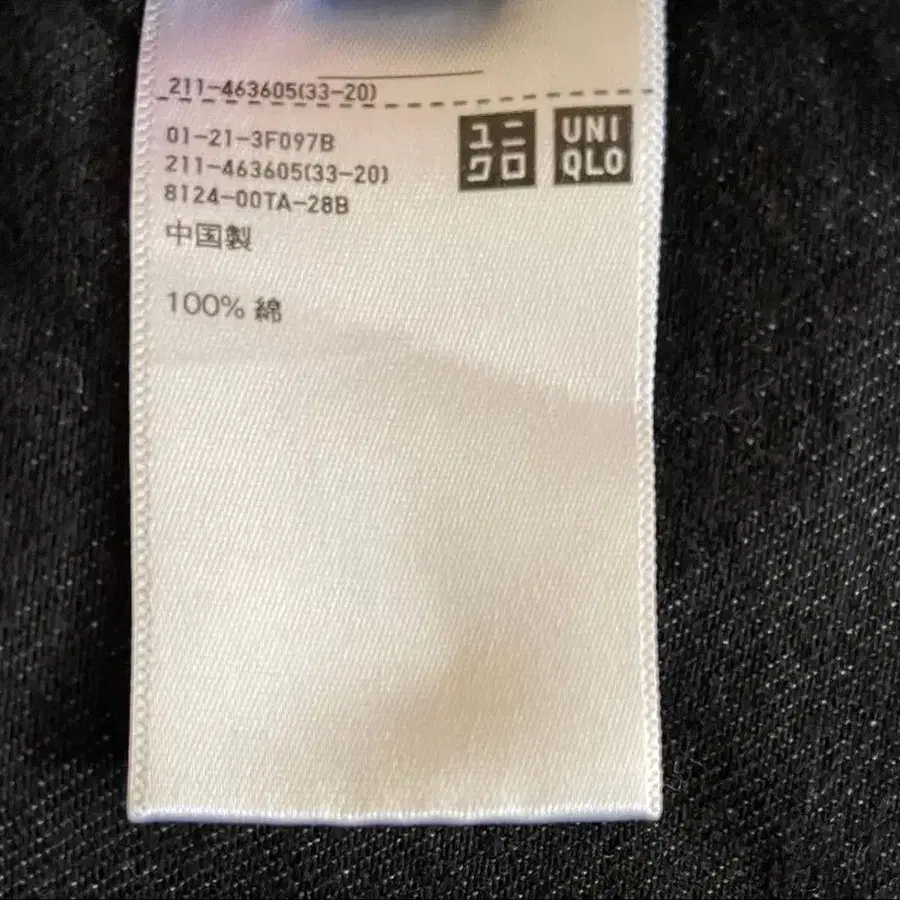 211-463605(33-20)
01-21-3F097B
211-463605(33-20)
8124-00TA-28B
中国製
100% 綿
ユニ
クロ
UNI
QLO